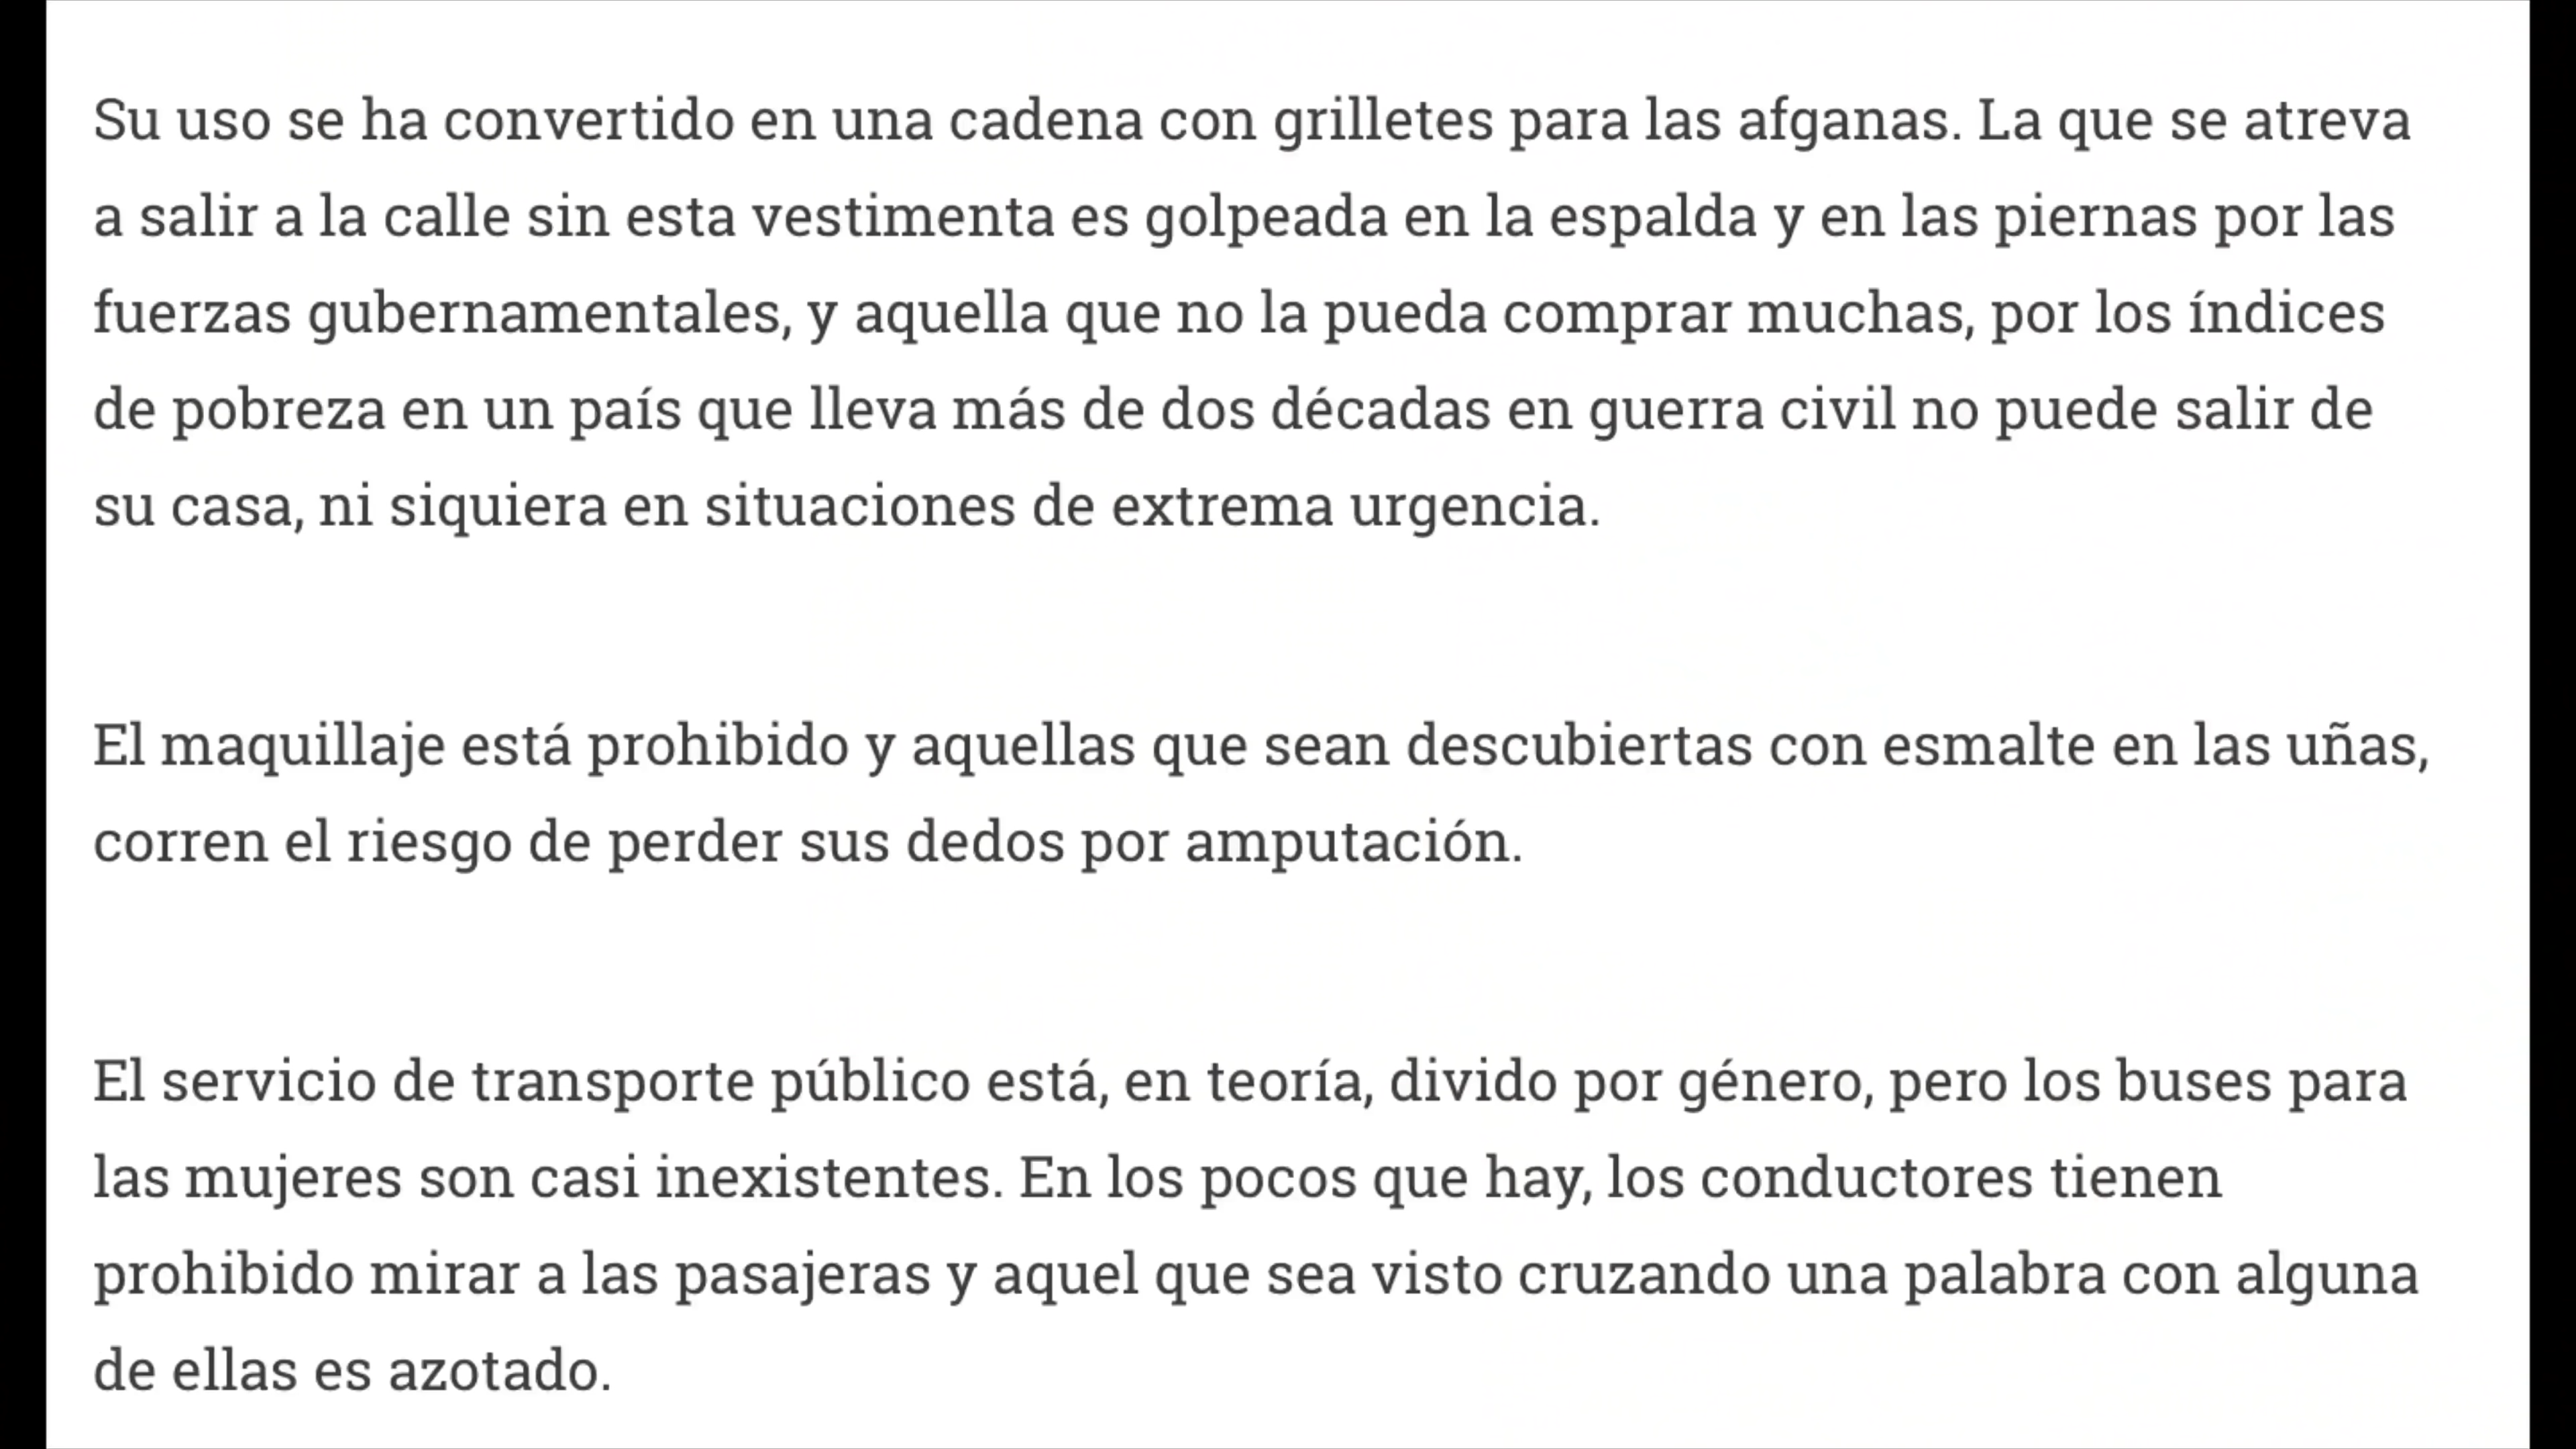 Su uso se ha convertido en una cadena con grilletes para las afganas. La que se atreva
a salir a la calle sin esta vestimenta es golpeada en la espalda y en las piernas por las
fuerzas gubernamentales, y aquella que no la pueda comprar muchas, por los índices
de pobreza en un país que lleva más de dos décadas en guerra civil no puede salir de
su casa, ni siquiera en situaciones de extrema urgencia.
El maquillaje está prohibido y aquellas que sean descubiertas con esmalte en las uñas,
corren el riesgo de perder sus dedos por amputación.
El servicio de transporte público está, en teoría, divido por género, pero los buses para
las mujeres son casi inexistentes. En los pocos que hay, los conductores tienen
prohibido mirar a las pasajeras y aquel que sea visto cruzando una palabra con alguna
de ellas es azotado.